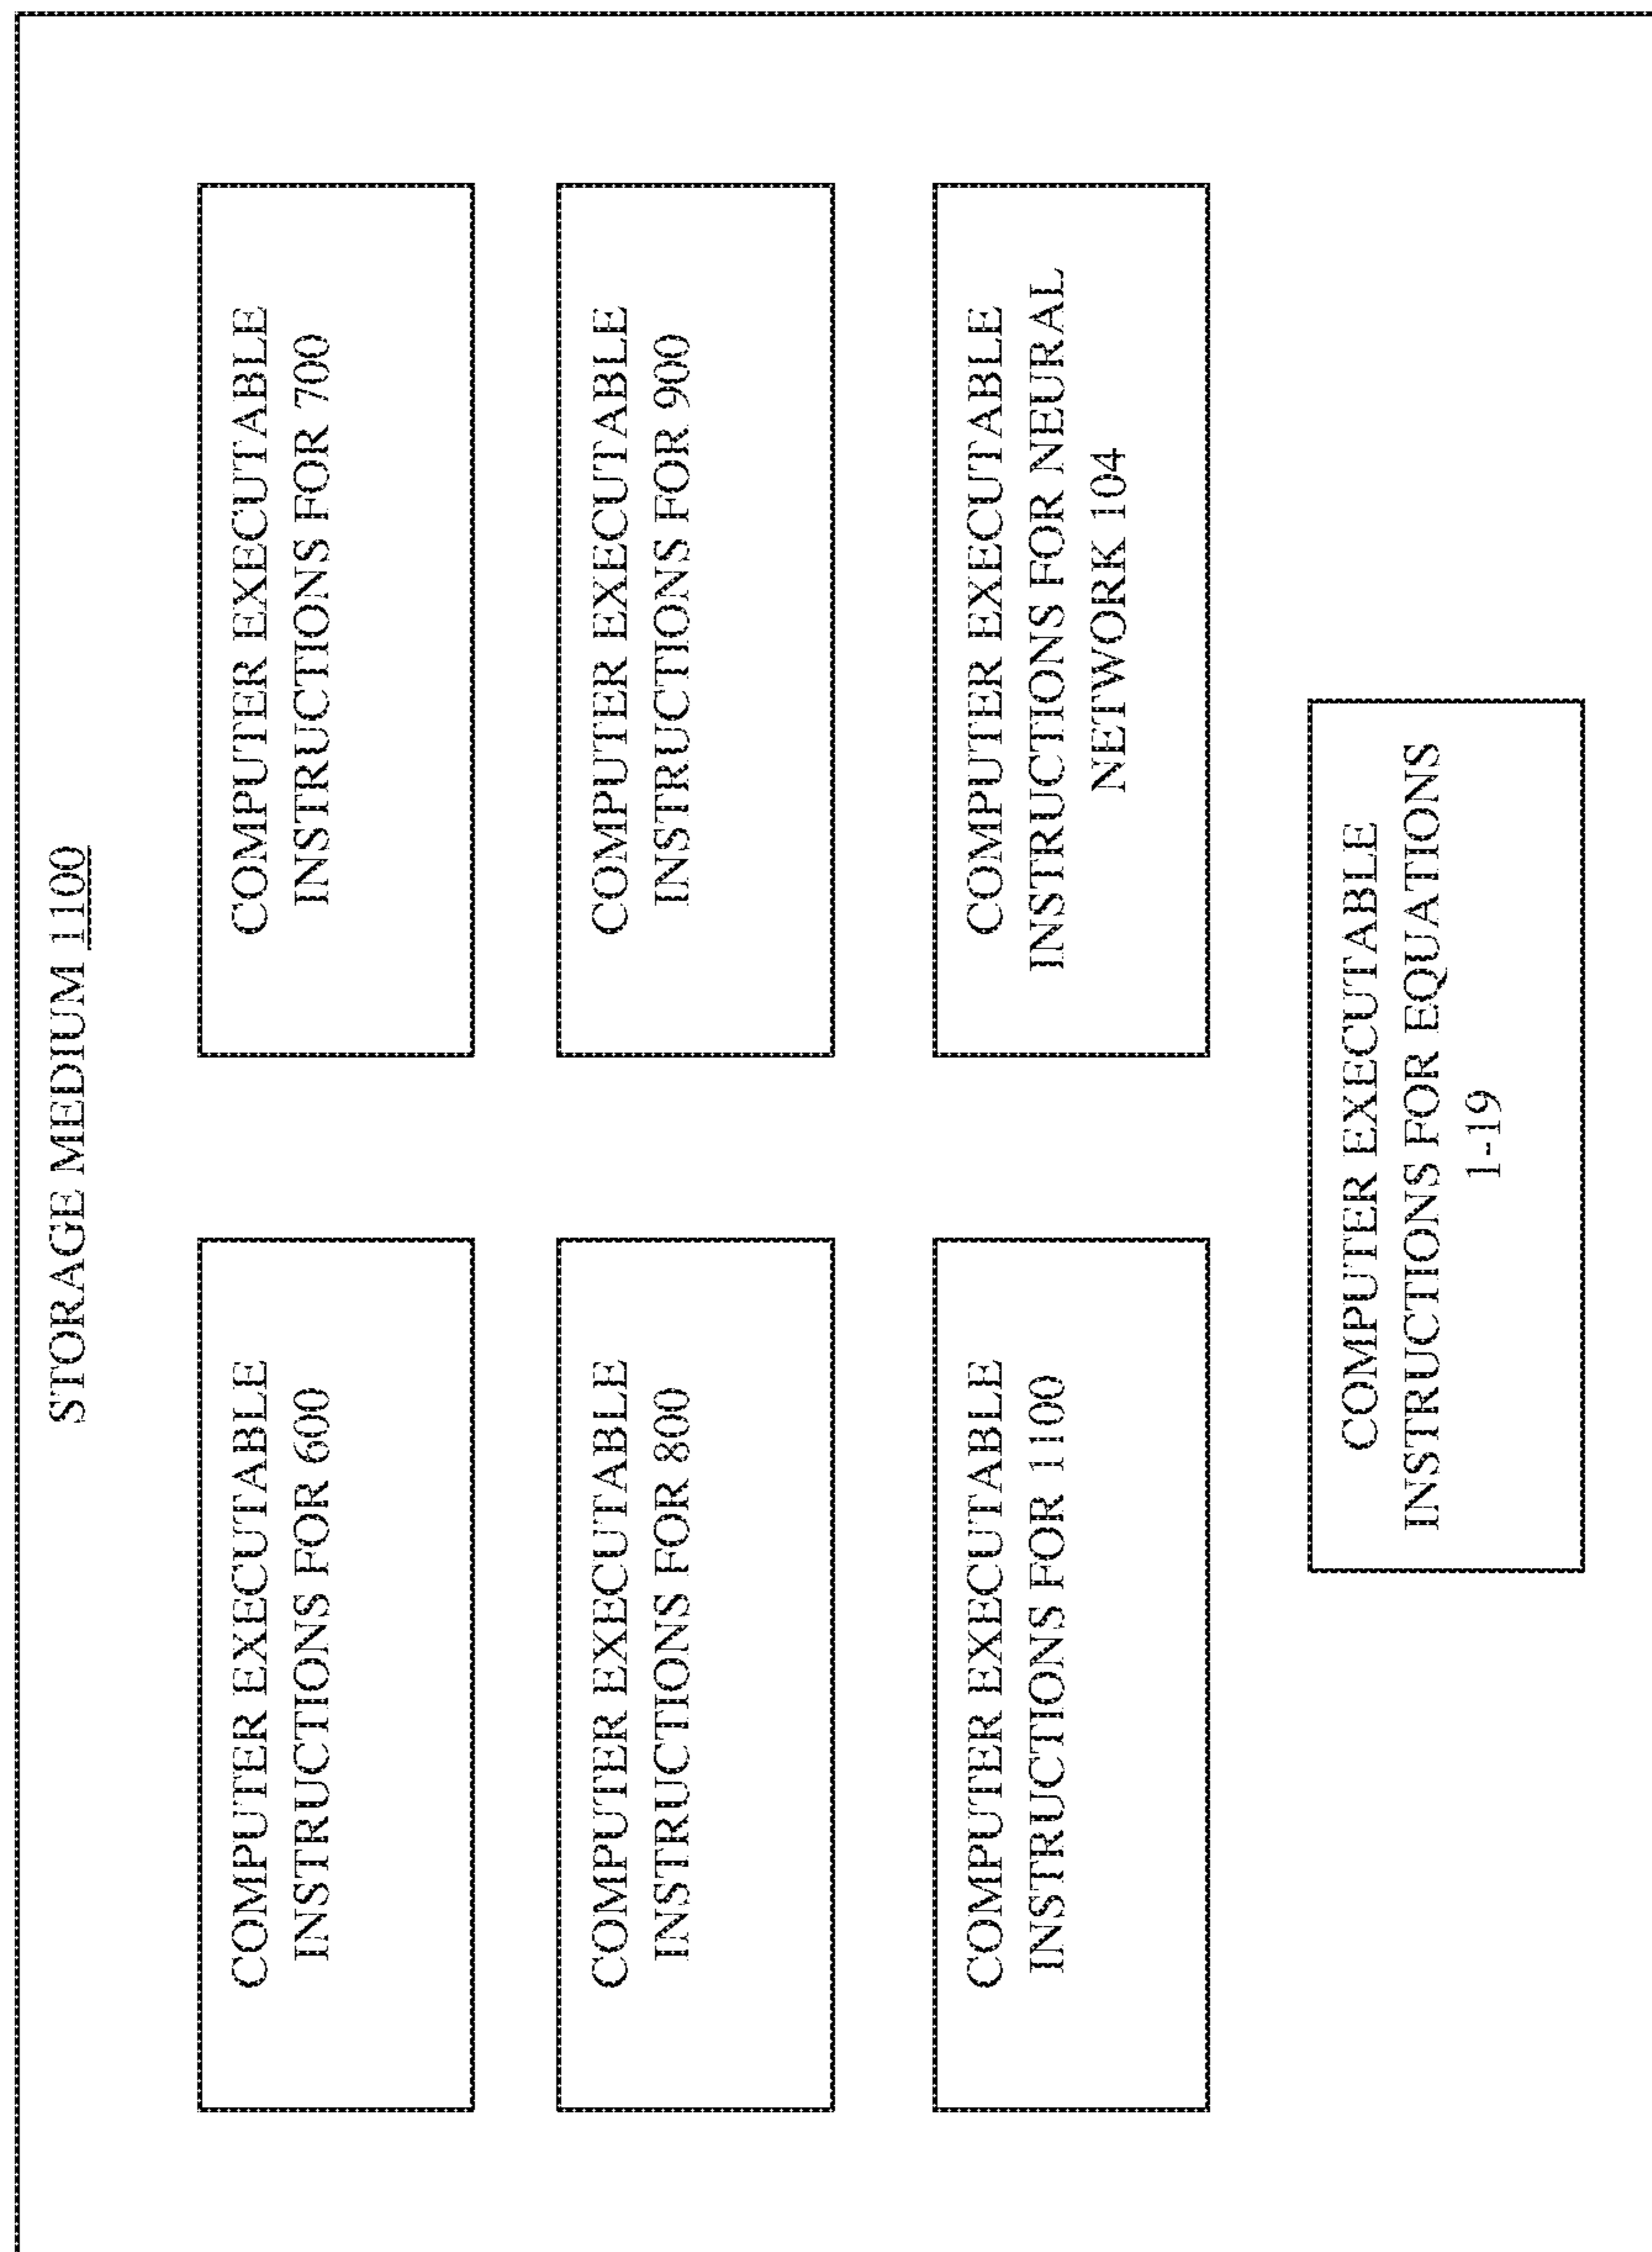 STORAGE MEDIUM 1100
COMPUTER EXECUTABLE
INSTRUCTIONS FOR 600
COMPUTER EXECUTABLE
INSTRUCTIONS FOR 700
COMPUTER EXECUTABLE
INSTRUCTIONS FOR 800
COMPUTER EXECUTABLE
INSTRUCTIONS FOR 900
COMPUTER EXECUTABLE
INSTRUCTIONS FOR 1100
COMPUTER EXECUTABLE
INSTRUCTIONS FOR NEURAL
NETWORK 104
COMPUTER EXECUTABLE
INSTRUCTIONS FOR EQUATIONS
1-19